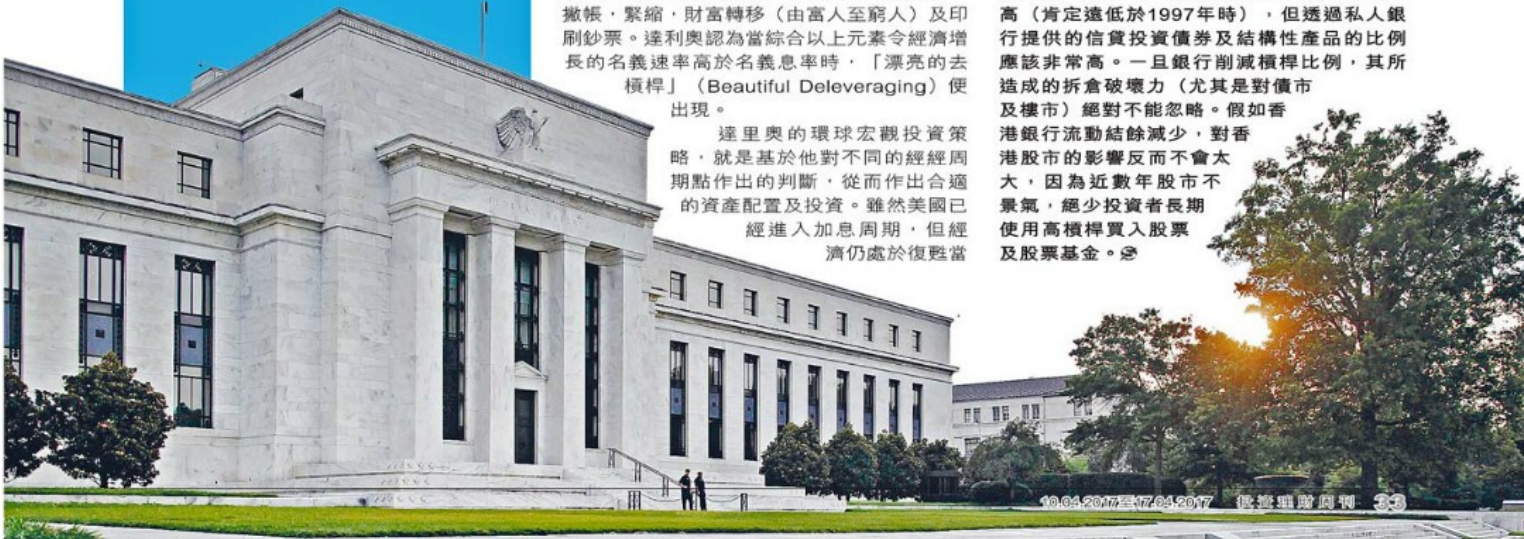 撇帳，緊縮，財富轉移（由富人至窮人）及印
刷鈔票。達利奧認為當綜合以上元素令經濟增
長的名義速率高於名義息率時，「漂亮的去
槓桿」（Beautiful Deleveraging）便
出現。
達里奧的環球宏觀投資策
略，就是基於他對不同的經經周
期點作出的判斷，從而作出合適
的資產配置及投資。雖然美國已
經進入加息周期，但經
濟仍處於復甦當
高（肯定遠低於1997年時），但透過私人銀
行提供的信貸投資債券及結構性產品的比例
應該非常高。一旦銀行削減槓桿比例，其所
造成的拆倉破壞力（尤其是對債市
及樓市）絕對不能忽略。假如香
港銀行流動結餘減少，對香
港股市的影響反而不會太
大，因為近數年股市不
景氣，絕少投資者長期
使用高槓桿買入股票
及股票基金。
10.04.2017至17.04.2017 投資理財周刊 33